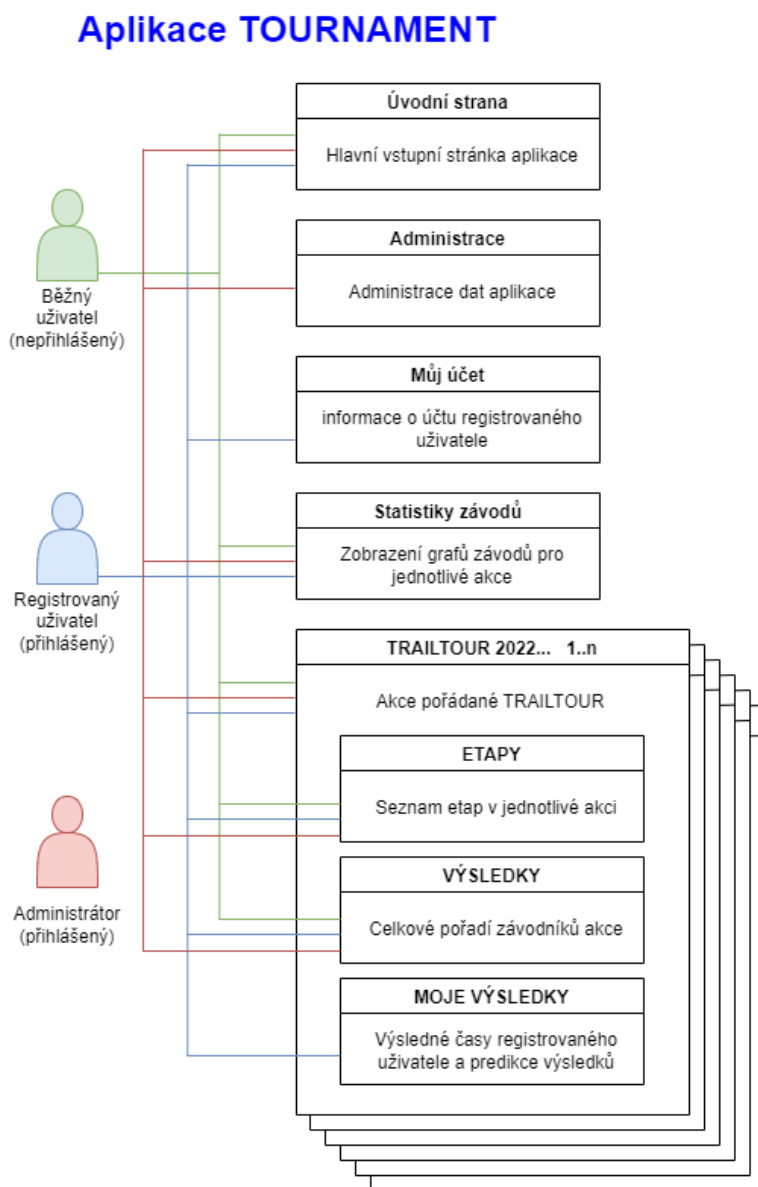 Aplikace TOURNAMENT
Úvodní strana
Hlavní vstupní stránka aplikace
Administrace
Administrace dat aplikace
Běžný
uživatel
(nepřihlášený)
Můj účet
informace o účtu registrovaného
uživatele
Statistiky závodů
Zobrazení grafů závodů pro
jednotlivé akce
Registrovaný
uživatel
(přihlášený)
TRAILTOUR 2022... 1..n
Akce pořádané TRAILTOUR
ETAPY
Seznam etap v jednotlivé akci
VÝSLEDKY
Celkové pořadí závodníků akce
Administrátor
(přihlášený)
MOJE VÝSLEDKY
Výsledné časy registrovaného
uživatele a predikce výsledků